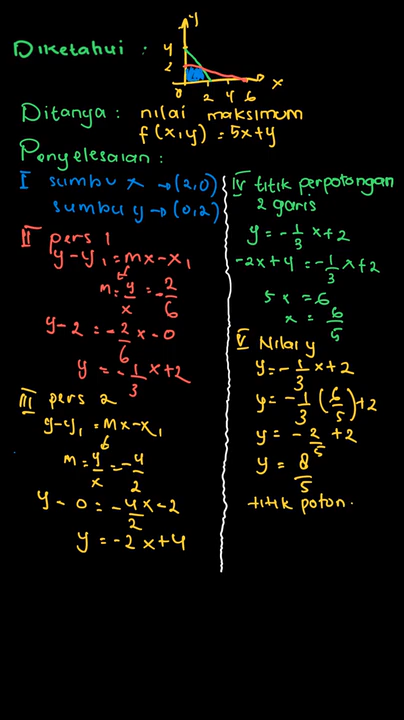 Diketahui :
y
4
2
0 2 4 6 x
Ditanya : nilai maksimum
f(x,y) = 5x+y
Penyelesaian :
I sumbu x → (2,0)
sumbu y → (0,2)
II pers 1
y-y₁ = mx-x₁
m = y/x = -2/6
y-2 = -2/6 x-0
y = -1/3 x+2
III pers 2
y-y₁ = mx-x₁
m = y/x = -4/2
y-0 = -4/2 x-2
y = -2x+4
IV titik perpotongan
2 garis
y = -1/3 x+2
-2x+4 = -1/3 x+2
5x = 6
x = 6/5
V Nilai y
y = -1/3 x+2
y = -1/3 (6/5)+2
y = -2/5 +2
y = 8/5
titik poton.